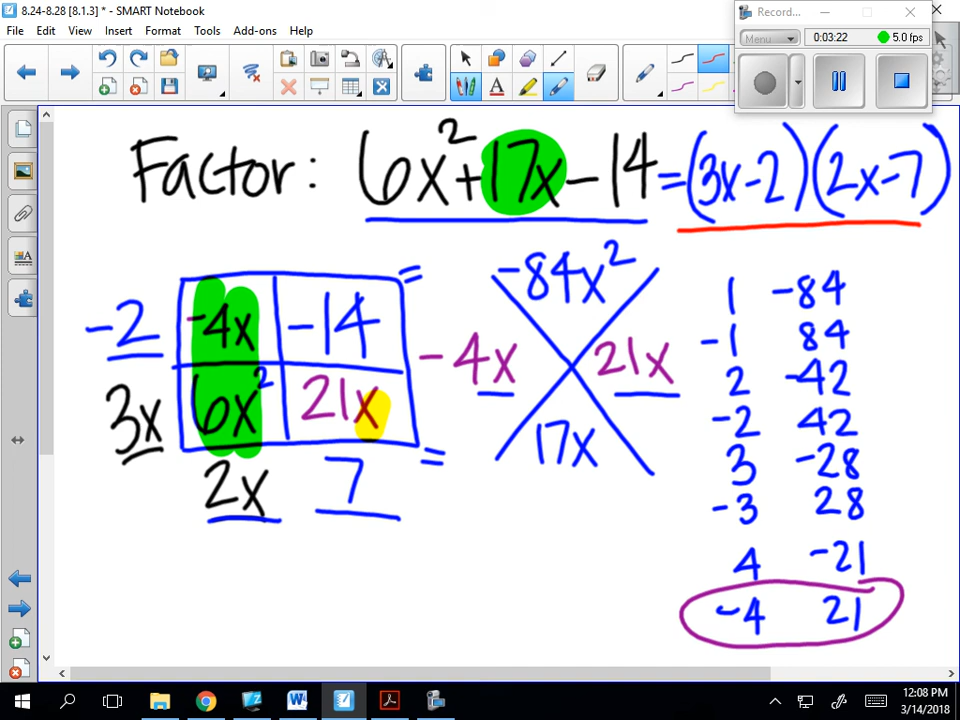 8.24-8.28 [8.1.3] * - SMART Notebook
Record...
File Edit View Insert Format Tools Add-ons Help
Menu 0:03:22 5.0 fps
Factor: 6x²+17x-14=(3x-2)(2x-7)
-2 -4x -14 =
3x 6x² 21x =
2x 7
-84x²
-4x 21x
17x
1 -84
-1 84
2 -42
-2 42
3 -28
-3 28
4 -21
-4 21
12:08 PM
3/14/2018